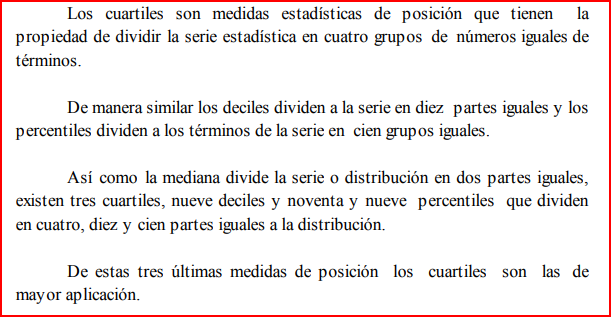 Los cuartiles son medidas estadísticas de posición que tienen la
propiedad de dividir la serie estadística en cuatro grupos de números iguales de
términos.
De manera similar los deciles dividen a la serie en diez partes iguales y los
percentiles dividen a los términos de la serie en cien grupos iguales.
Así como la mediana divide la serie o distribución en dos partes iguales,
existen tres cuartiles, nueve deciles y noventa y nueve percentiles que dividen
en cuatro, diez y cien partes iguales a la distribución.
De estas tres últimas medidas de posición los cuartiles son las de
mayor aplicación.